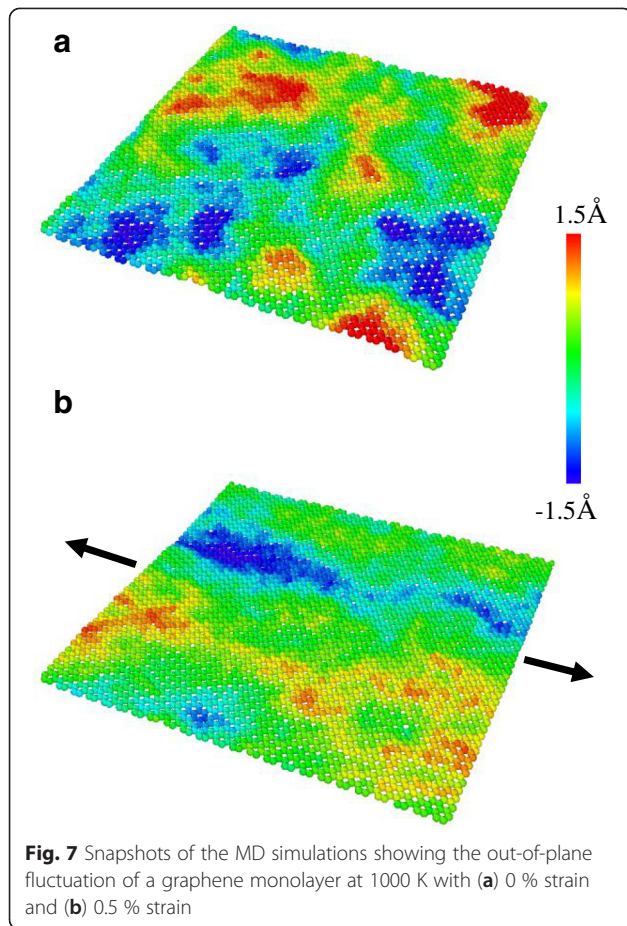 a
1.5Å
b
-1.5Å
Fig. 7 Snapshots of the MD simulations showing the out-of-plane
fluctuation of a graphene monolayer at 1000 K with (a) 0 % strain
and (b) 0.5 % strain